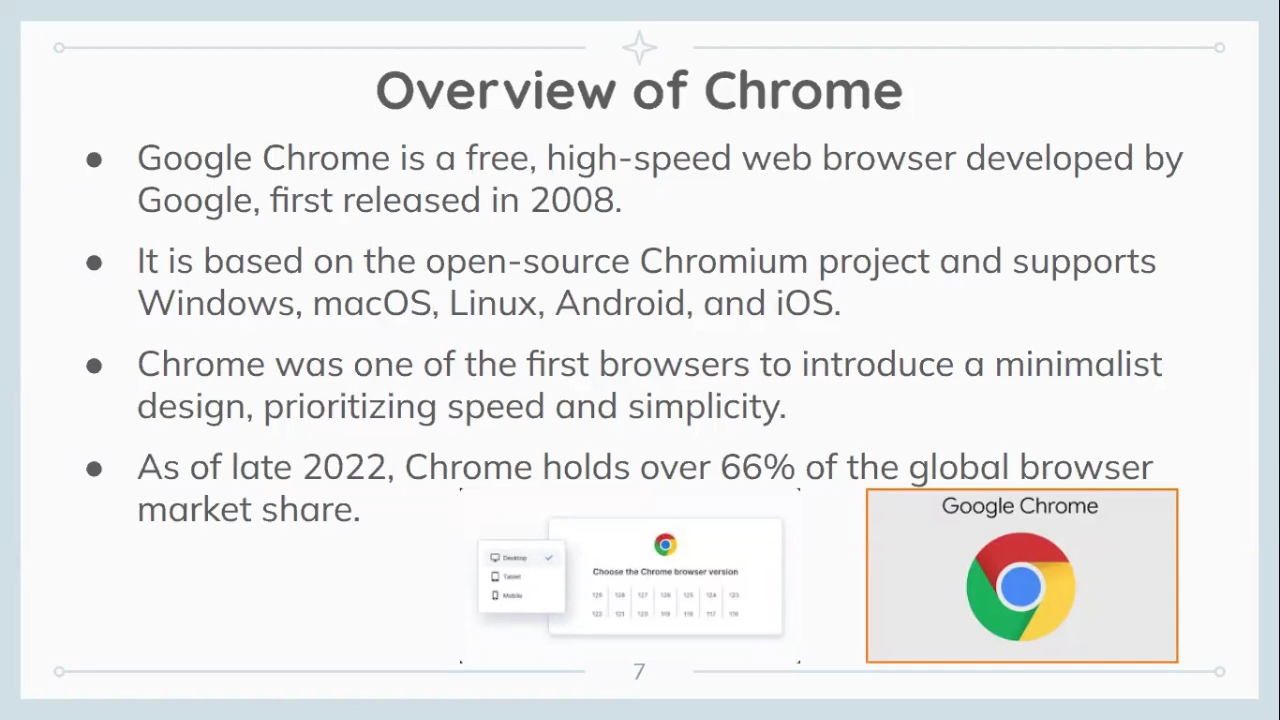 Overview of Chrome
● Google Chrome is a free, high-speed web browser developed by
Google, first released in 2008.
● It is based on the open-source Chromium project and supports
Windows, macOS, Linux, Android, and iOS.
● Chrome was one of the first browsers to introduce a minimalist
design, prioritizing speed and simplicity.
● As of late 2022, Chrome holds over 66% of the global browser
market share.
Desktop
Tablet
Mobile
Choose the Chrome browser version
Google Chrome
7